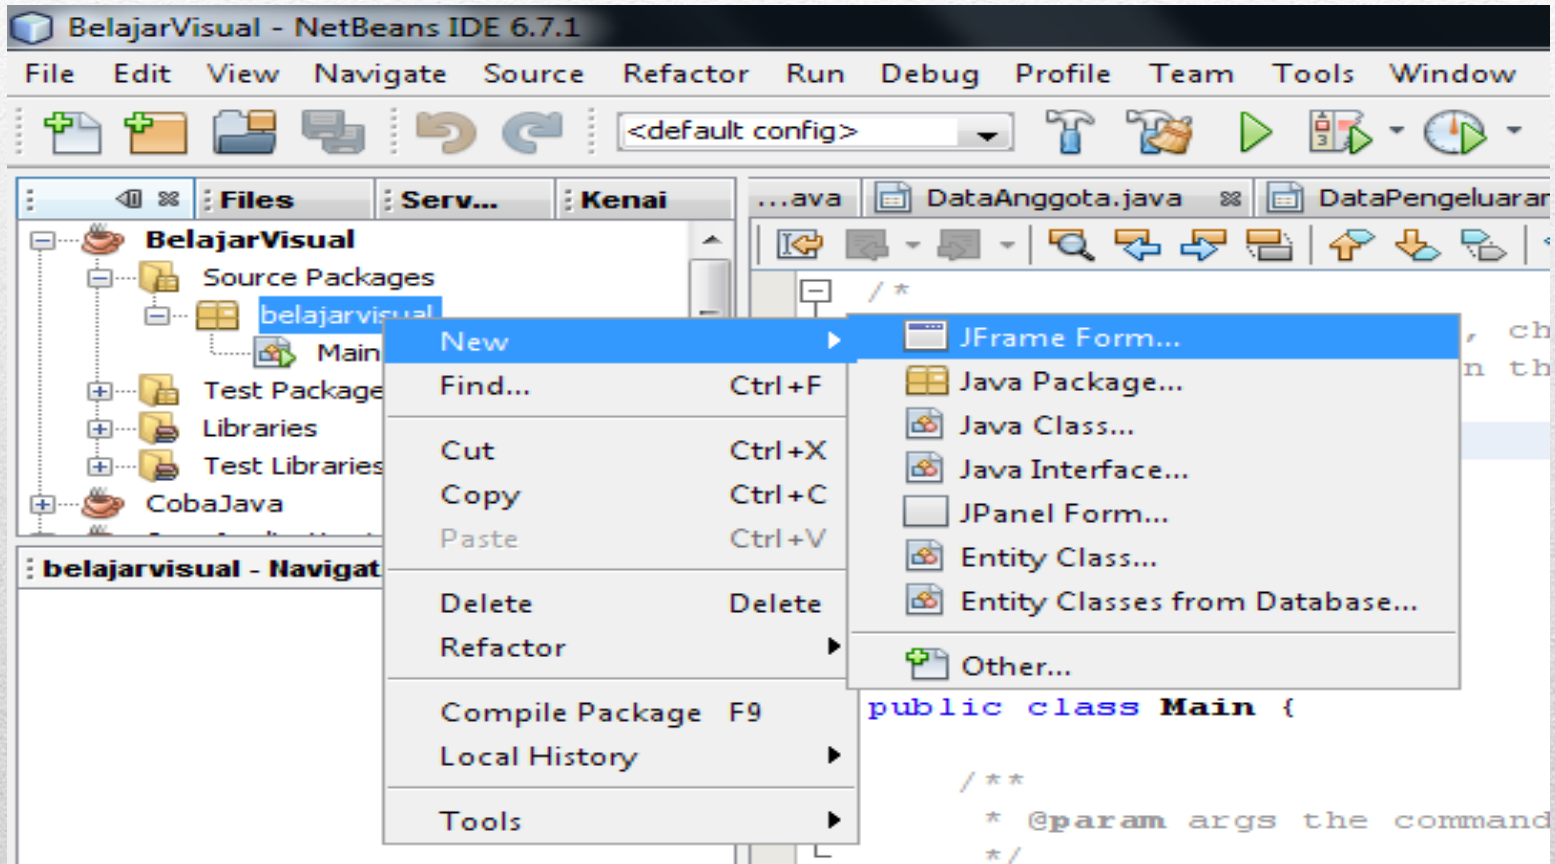 BelajarVisual - NetBeans IDE 6.7.1
File Edit View Navigate Source Refactor Run Debug Profile Team Tools Window
<default config>
Files Serv... Kenai
...ava DataAnggota.java DataPengeluaran
BelajarVisual
Source Packages
belajarvisual
Main
Test Package
Libraries
Test Libraries
CobaJava
belajarvisual - Navigat
New
Find... Ctrl+F
Cut Ctrl+X
Copy Ctrl+C
Paste Ctrl+V
Delete Delete
Refactor
Compile Package F9
Local History
Tools
JFrame Form...
Java Package...
Java Class...
Java Interface...
JPanel Form...
Entity Class...
Entity Classes from Database...
Other...
/*
, ch
n th
public class Main {
/**
* @param args the command
*/